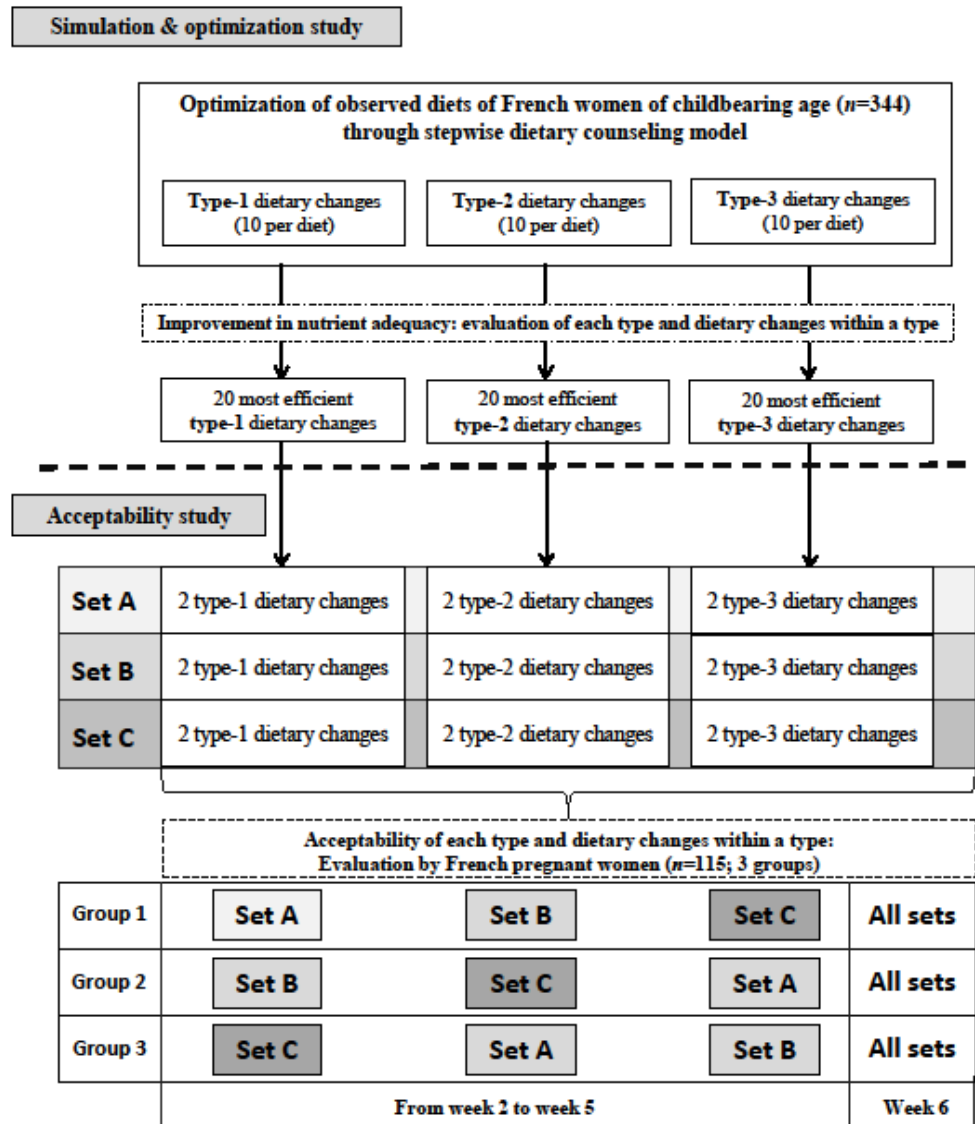 Simulation & optimization study
Optimization of observed diets of French women of childbearing age (n=344)
through stepwise dietary counseling model
Type-1 dietary changes
(10 per diet)
Type-2 dietary changes
(10 per diet)
Type-3 dietary changes
(10 per diet)
Improvement in nutrient adequacy: evaluation of each type and dietary changes within a type
20 most efficient
type-1 dietary changes
20 most efficient
type-2 dietary changes
20 most efficient
type-3 dietary changes
Acceptability study
Set A
2 type-1 dietary changes
2 type-2 dietary changes
2 type-3 dietary changes
Set B
2 type-1 dietary changes
2 type-2 dietary changes
2 type-3 dietary changes
Set C
2 type-1 dietary changes
2 type-2 dietary changes
2 type-3 dietary changes
Acceptability of each type and dietary changes within a type:
Evaluation by French pregnant women (n=115; 3 groups)
Group 1
Set A
Set B
Set C
All sets
Group 2
Set B
Set C
Set A
All sets
Group 3
Set C
Set A
Set B
All sets
From week 2 to week 5
Week 6